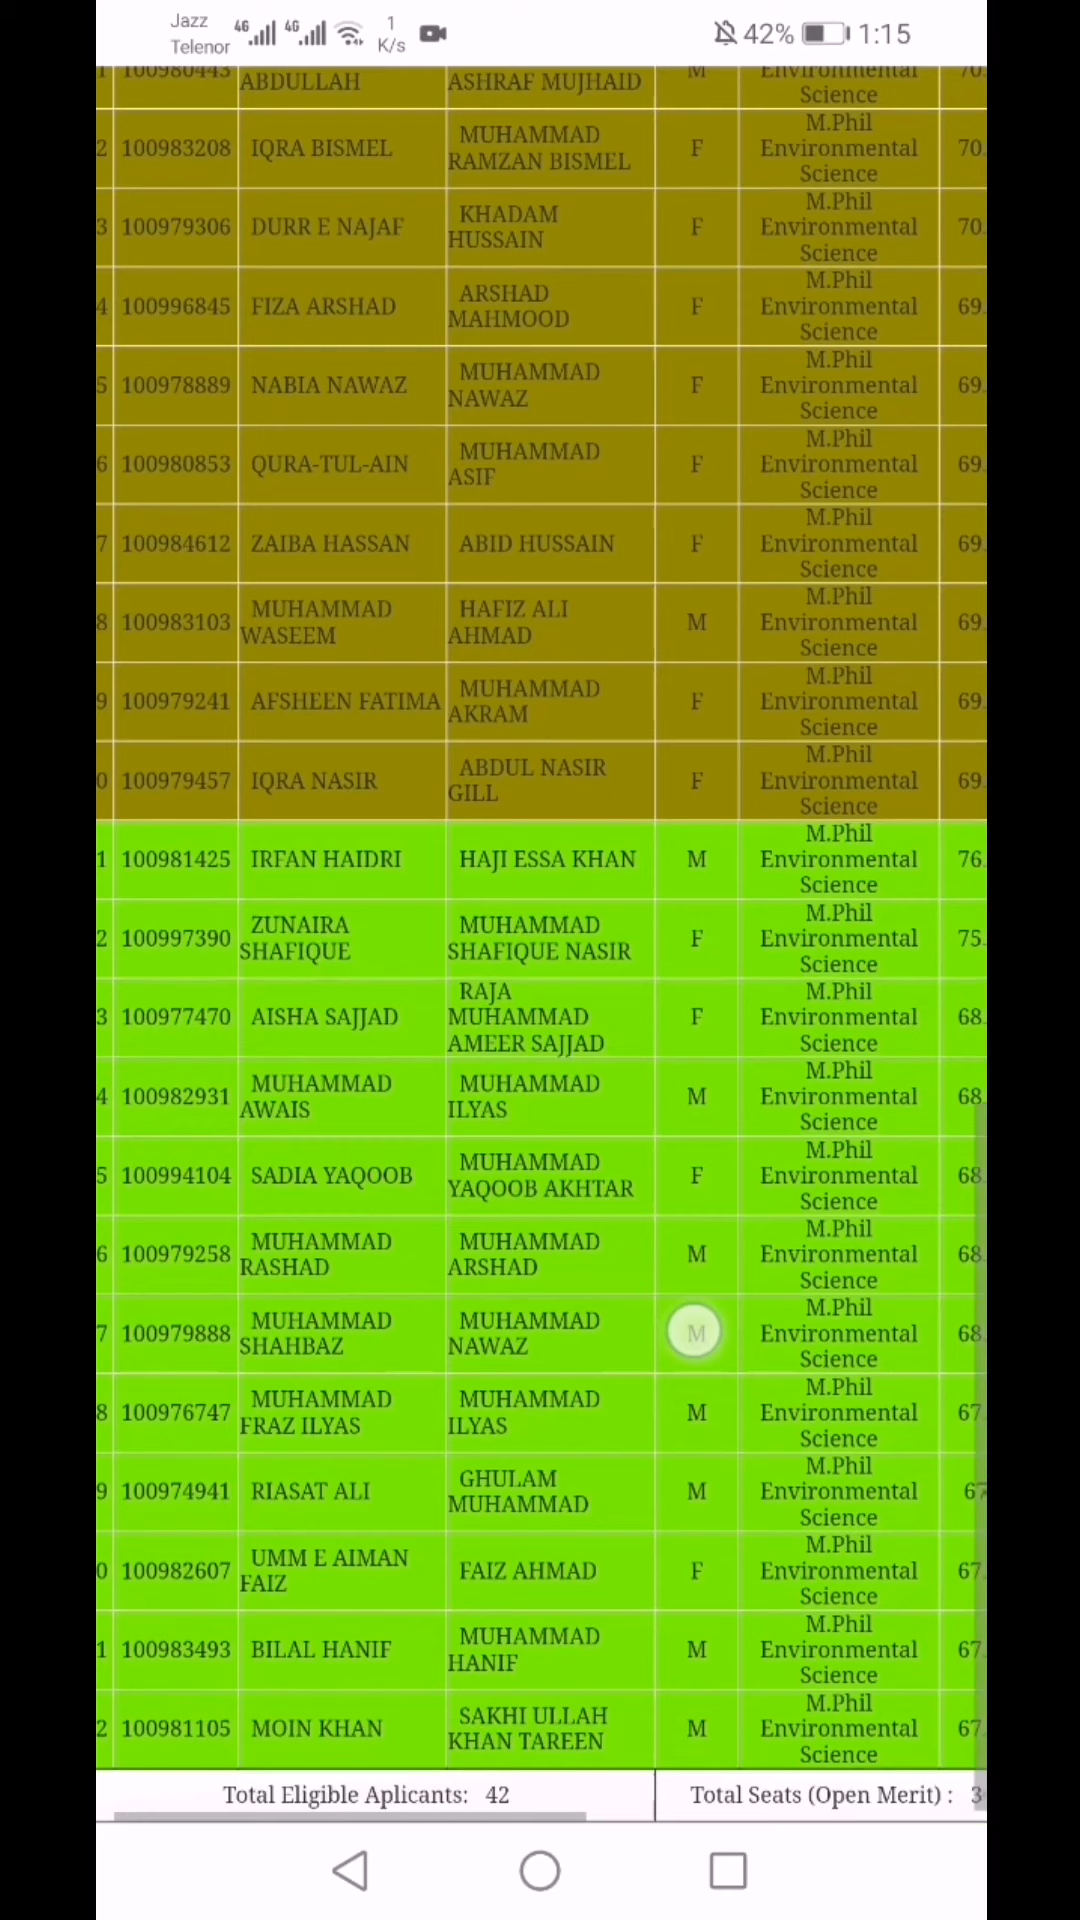 Jazz
Telenor
4G 4G 1
K/s
42% 1:15
1 100980443 ABDULLAH ASHRAF MUJHAID M Environmental Science 70.
2 100983208 IQRA BISMEL MUHAMMAD RAMZAN BISMEL F M.Phil Environmental Science 70.
3 100979306 DURR E NAJAF KHADAM HUSSAIN F M.Phil Environmental Science 70.
4 100996845 FIZA ARSHAD ARSHAD MAHMOOD F M.Phil Environmental Science 69.
5 100978889 NABIA NAWAZ MUHAMMAD NAWAZ F M.Phil Environmental Science 69.
6 100980853 QURA-TUL-AIN MUHAMMAD ASIF F M.Phil Environmental Science 69.
7 100984612 ZAIBA HASSAN ABID HUSSAIN F M.Phil Environmental Science 69.
8 100983103 MUHAMMAD WASEEM HAFIZ ALI AHMAD M M.Phil Environmental Science 69.
9 100979241 AFSHEEN FATIMA MUHAMMAD AKRAM F M.Phil Environmental Science 69.
0 100979457 IQRA NASIR ABDUL NASIR GILL F M.Phil Environmental Science 69.
1 100981425 IRFAN HAIDRI HAJI ESSA KHAN M M.Phil Environmental Science 76.
2 100997390 ZUNAIRA SHAFIQUE MUHAMMAD SHAFIQUE NASIR F M.Phil Environmental Science 75.
3 100977470 AISHA SAJJAD RAJA MUHAMMAD AMEER SAJJAD F M.Phil Environmental Science 68.
4 100982931 MUHAMMAD AWAIS MUHAMMAD ILYAS M M.Phil Environmental Science 68.
5 100994104 SADIA YAQOOB MUHAMMAD YAQOOB AKHTAR F M.Phil Environmental Science 68.
6 100979258 MUHAMMAD RASHAD MUHAMMAD ARSHAD M M.Phil Environmental Science 68.
7 100979888 MUHAMMAD SHAHBAZ MUHAMMAD NAWAZ M M.Phil Environmental Science 68.
8 100976747 MUHAMMAD FRAZ ILYAS MUHAMMAD ILYAS M M.Phil Environmental Science 67.
9 100974941 RIASAT ALI GHULAM MUHAMMAD M M.Phil Environmental Science 67
0 100982607 UMM E AIMAN FAIZ FAIZ AHMAD F M.Phil Environmental Science 67.
1 100983493 BILAL HANIF MUHAMMAD HANIF M M.Phil Environmental Science 67.
2 100981105 MOIN KHAN SAKHI ULLAH KHAN TAREEN M M.Phil Environmental Science 67.
Total Eligible Aplicants: 42 Total Seats (Open Merit) : 3